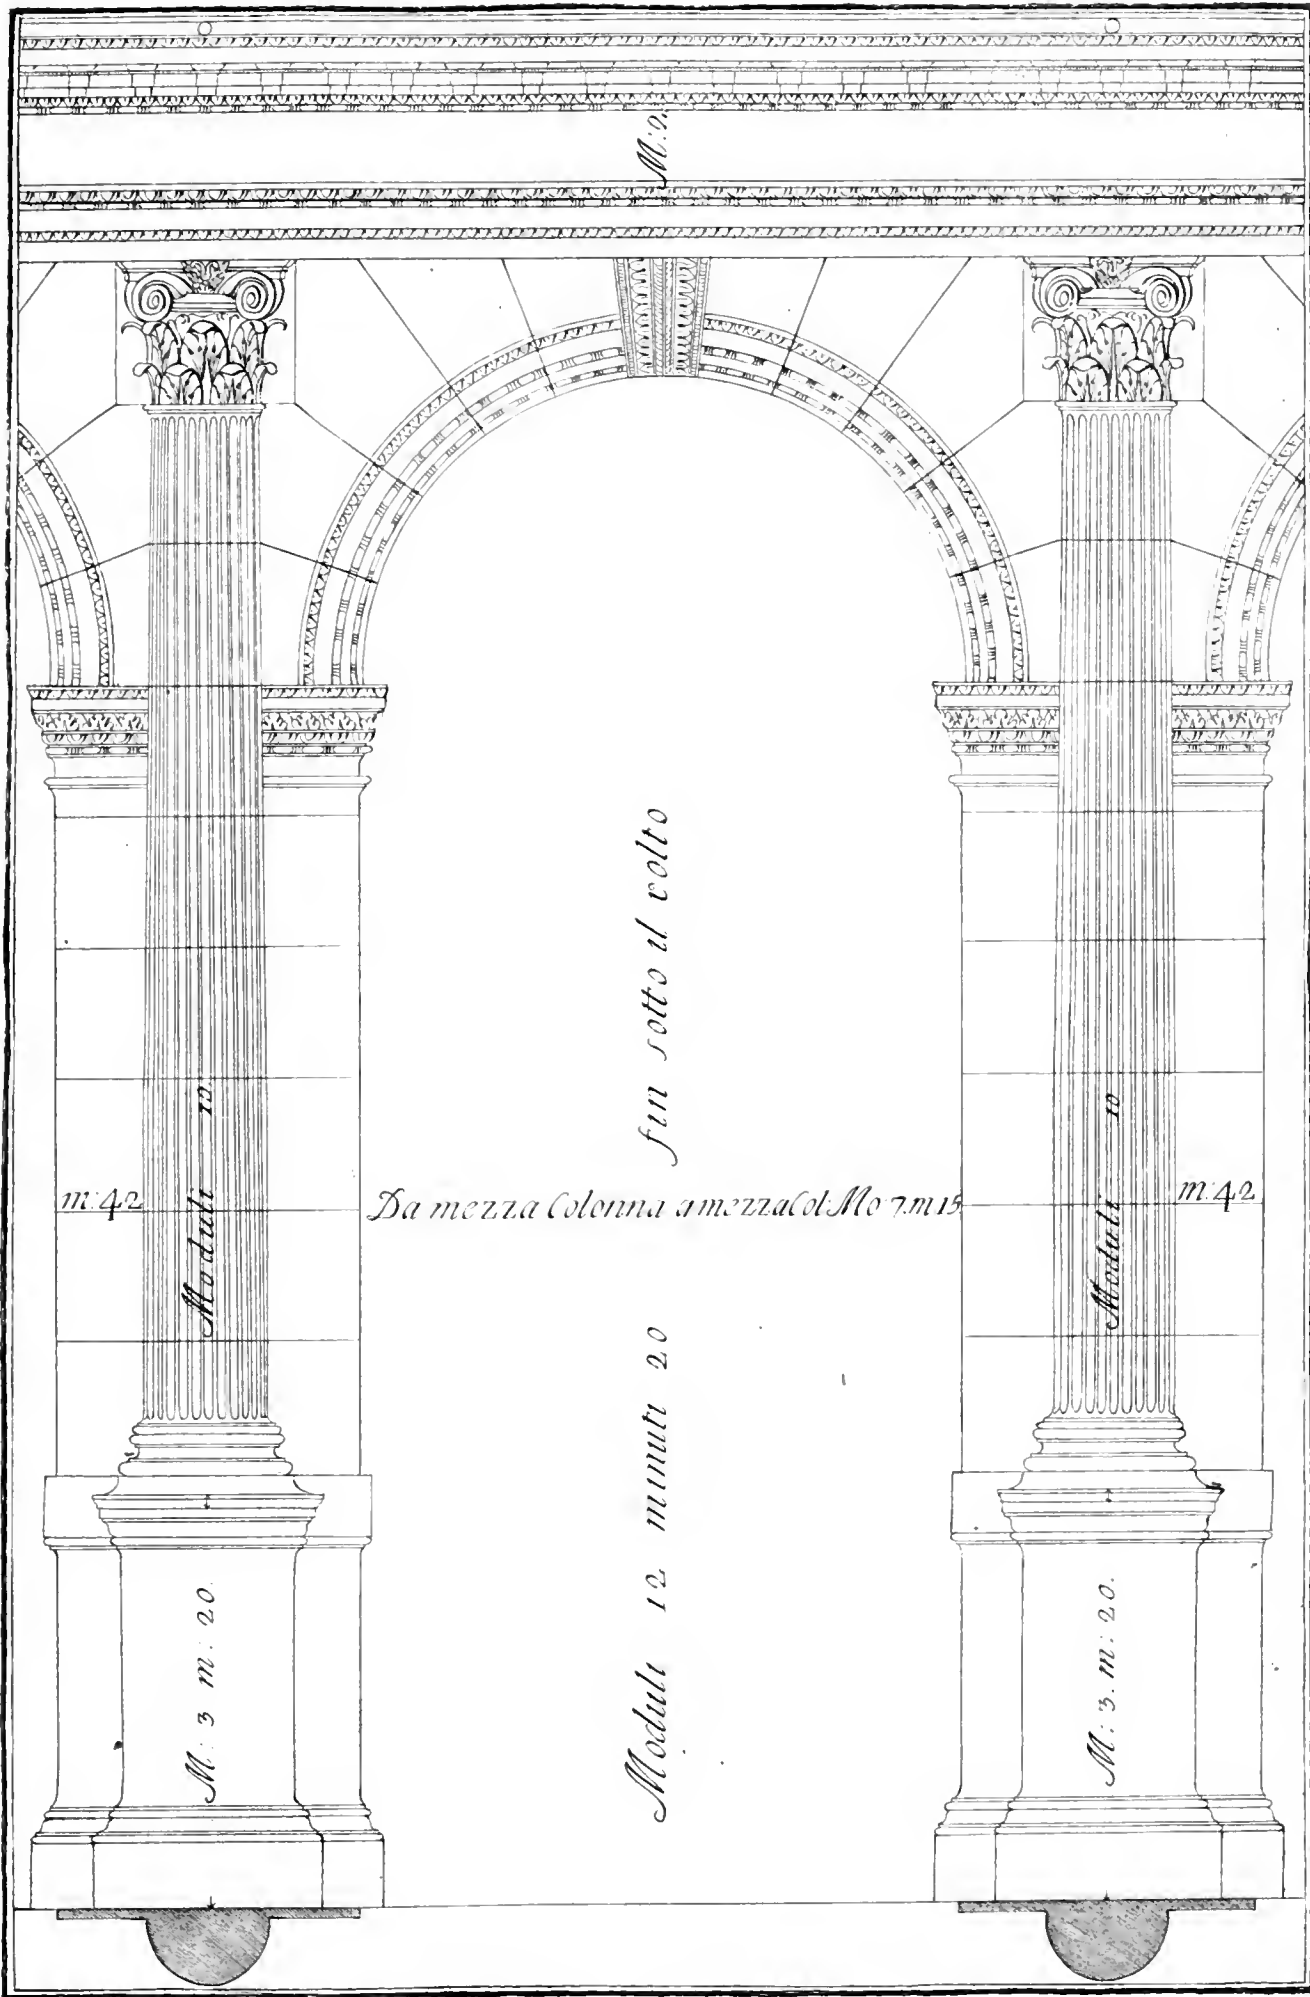 M: 2.
fin sotto il volto
Moduli 10.
Moduli 10
m: 42
Da mezza Colonna a mezza Col: Mo 7. m 15
m: 42
Moduli 12 minuti 20
M: 3 m: 20.
M: 3. m: 20.